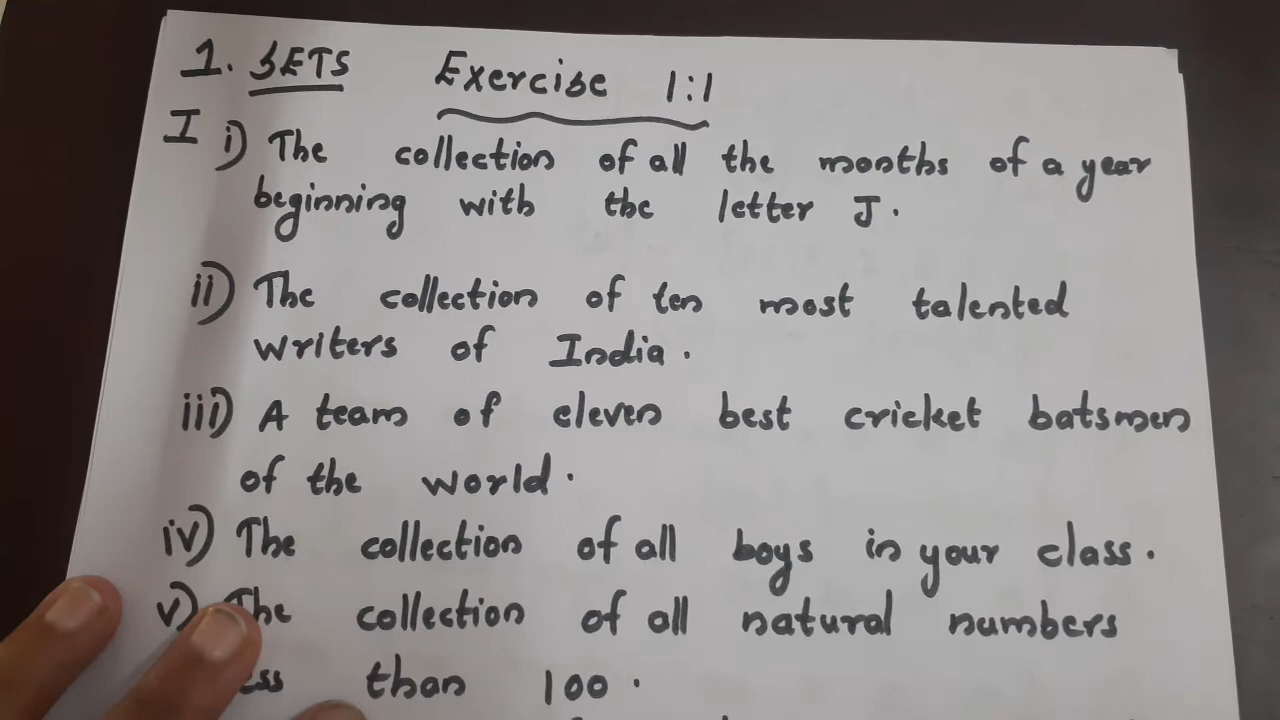 1. SETS Exercise 1:1
I i) The collection of all the months of a year
beginning with the letter J.
ii) The collection of ten most talented
writers of India.
iii) A team of eleven best cricket batsmen
of the world.
iv) The collection of all boys in your class.
v) The collection of all natural numbers
than 100.